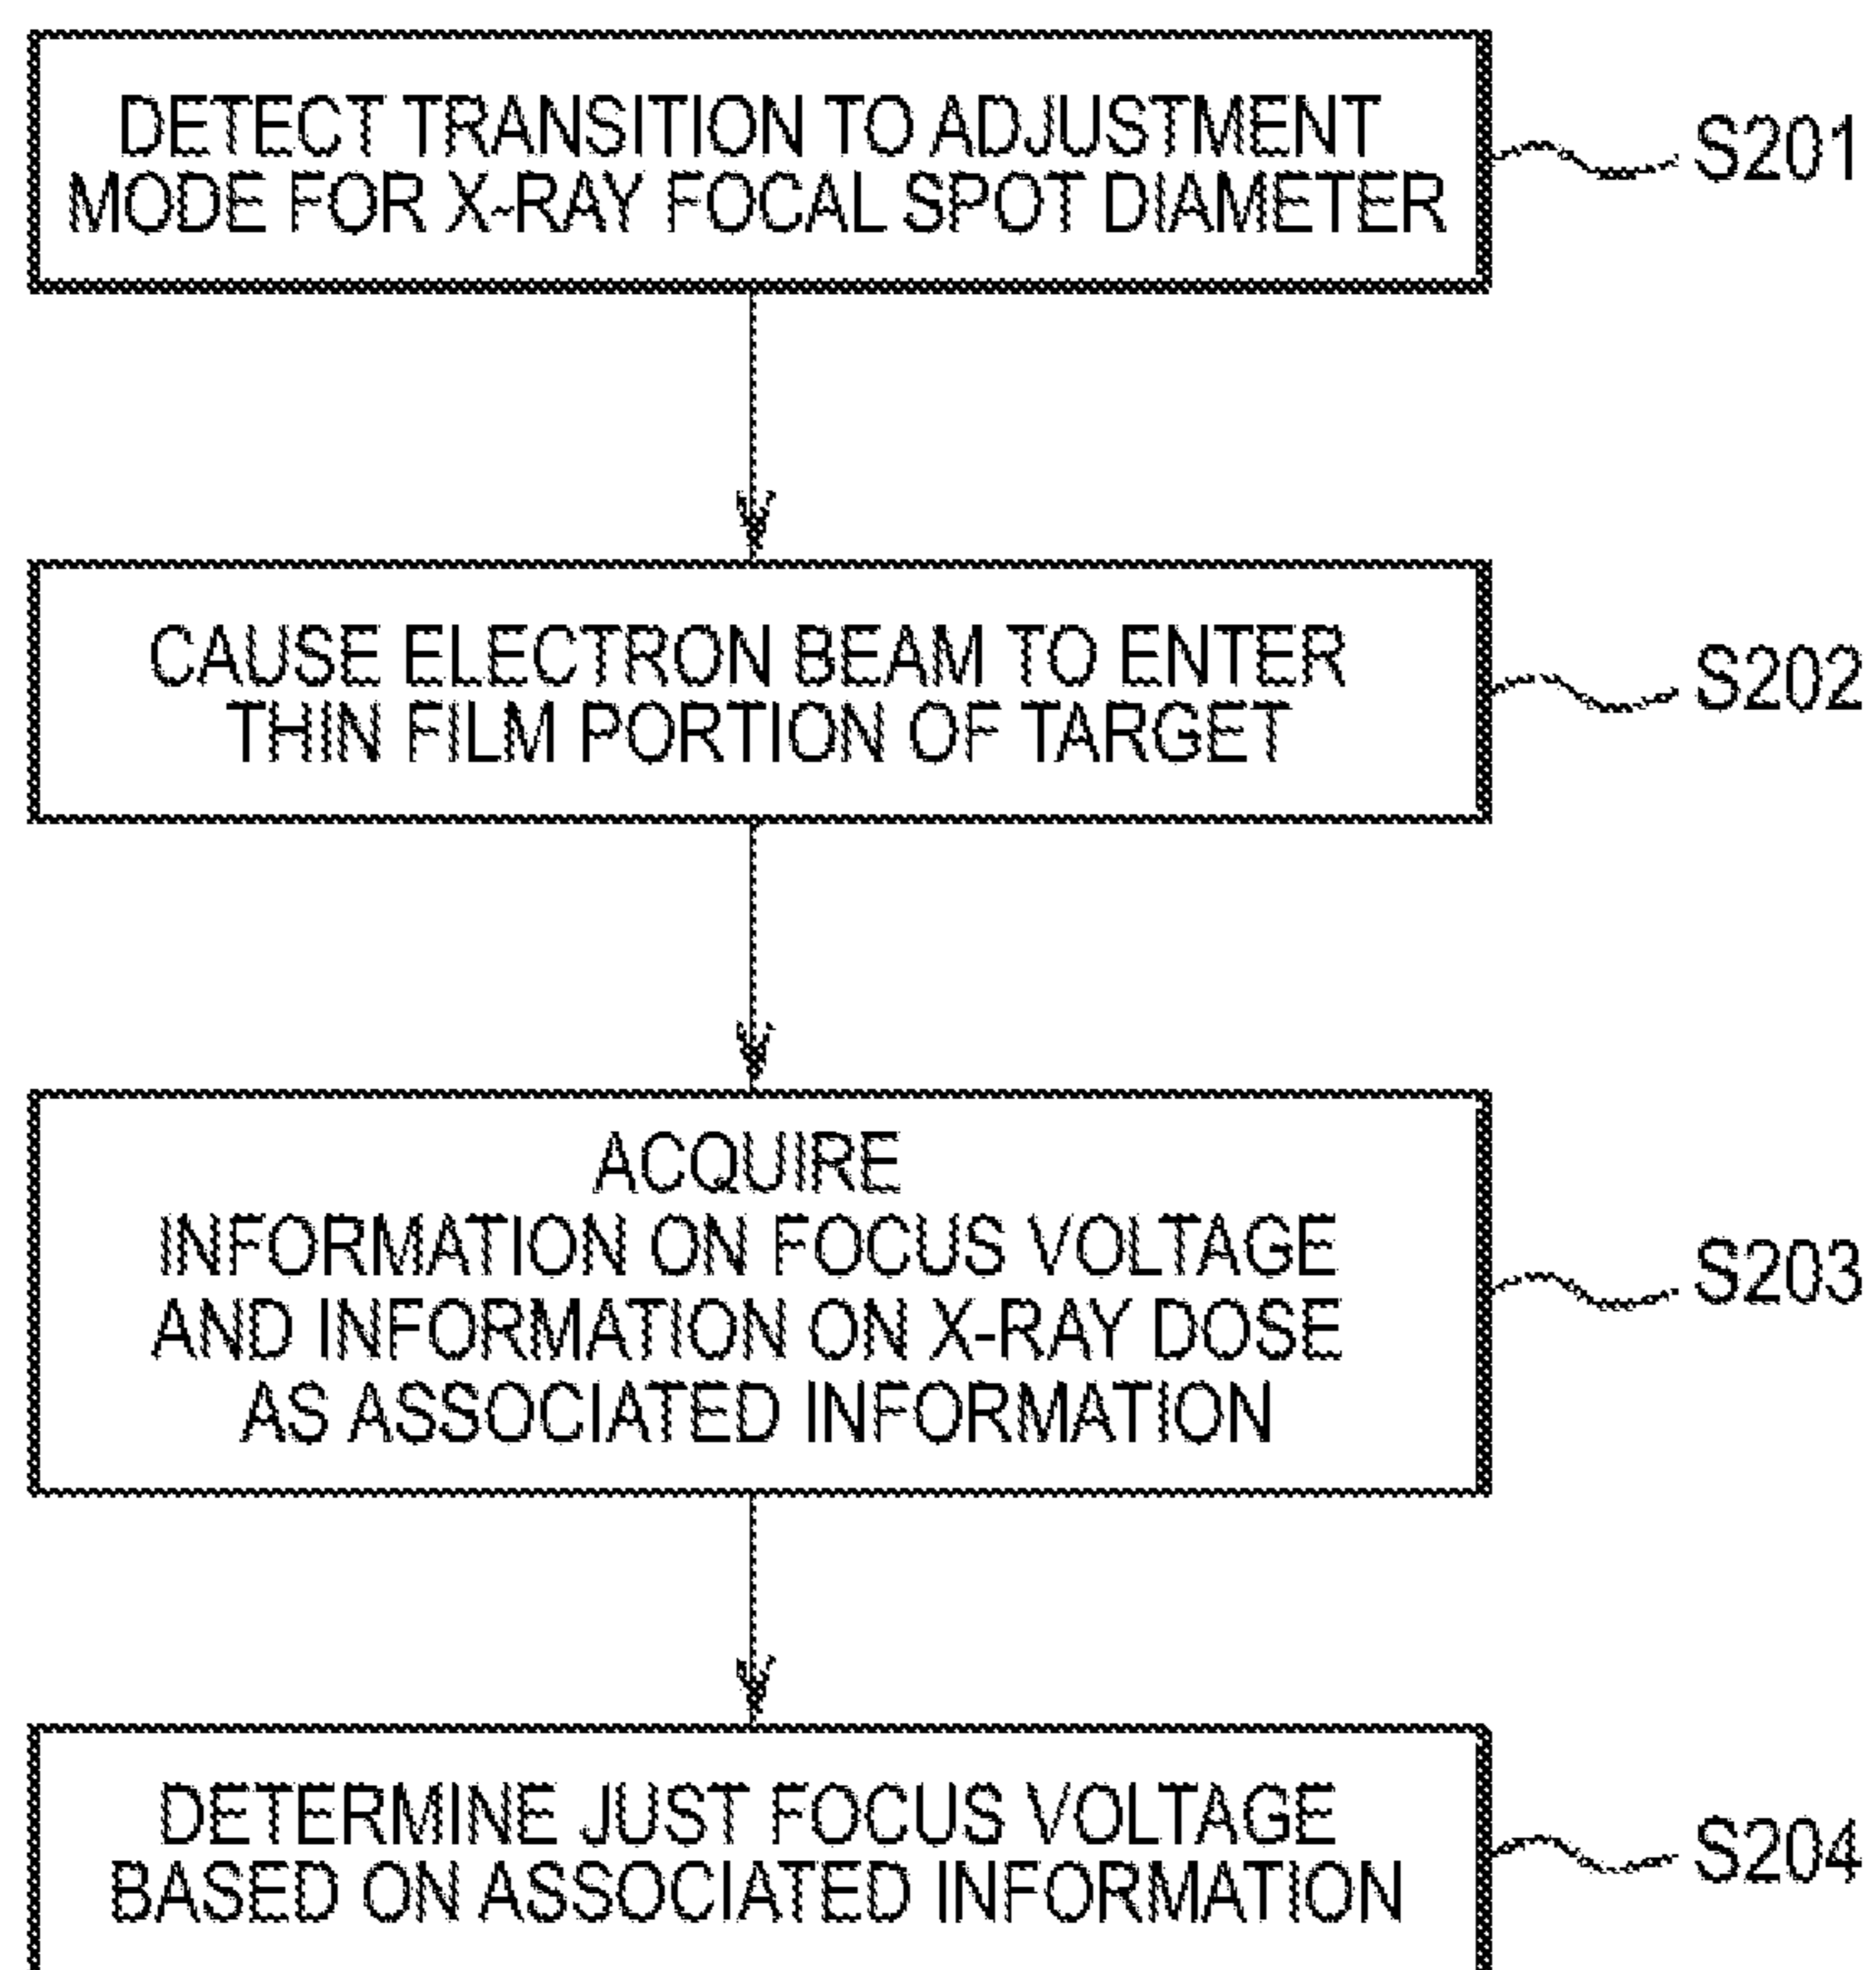 DETECT TRANSITION TO ADJUSTMENT
MODE FOR X-RAY FOCAL SPOT DIAMETER
S201
CAUSE ELECTRON BEAM TO ENTER
THIN FILM PORTION OF TARGET
S202
ACQUIRE
INFORMATION ON FOCUS VOLTAGE
AND INFORMATION ON X-RAY DOSE
AS ASSOCIATED INFORMATION
S203
DETERMINE JUST FOCUS VOLTAGE
BASED ON ASSOCIATED INFORMATION
S204